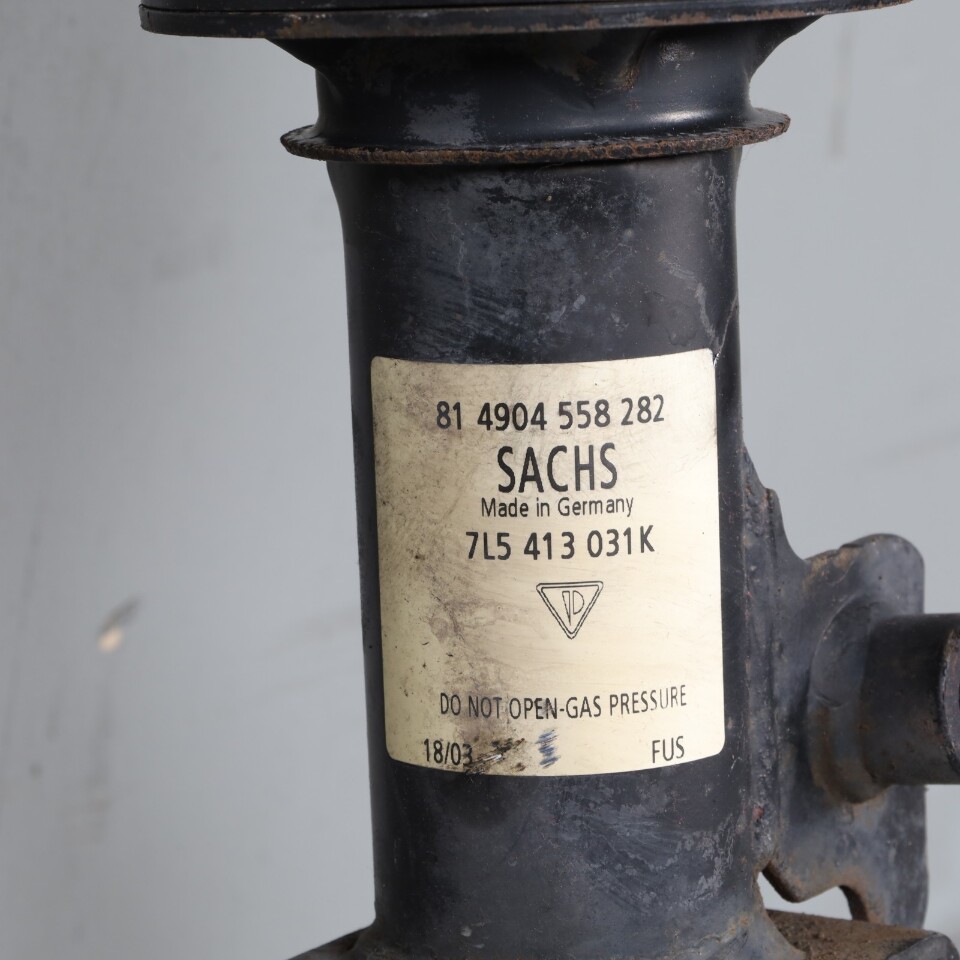 81 4904 558 282
SACHS
Made in Germany
7L5 413 031K
DO NOT OPEN-GAS PRESSURE
18/03 FUS